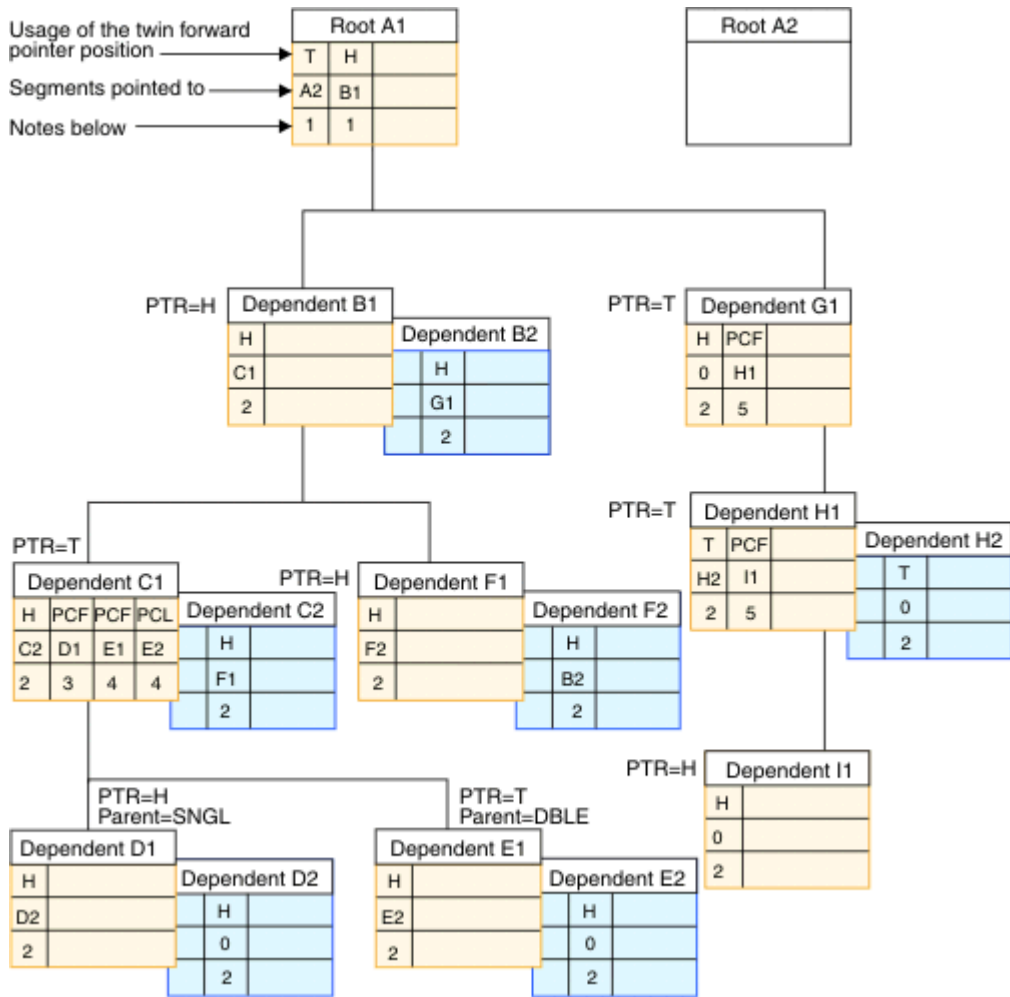 Usage of the twin forward
pointer position
Segments pointed to
Notes below
Root A1
T H
A2 B1
1 1
Root A2
PTR=H
Dependent B1
H
C1
2
Dependent B2
H
G1
2
PTR=T
Dependent G1
H PCF
0 H1
2 5
PTR=T
Dependent H1
T PCF
H2 I1
2 5
Dependent H2
T
0
2
PTR=T
Dependent C1
H PCF PCF PCL
C2 D1 E1 E2
2 3 4 4
Dependent C2
H
F1
2
PTR=H
Dependent F1
H
F2
2
Dependent F2
H
B2
2
PTR=H
Dependent I1
H
0
2
PTR=H
Parent=SNGL
Dependent D1
H
D2
2
Dependent D2
H
0
2
PTR=T
Parent=DBLE
Dependent E1
H
E2
2
Dependent E2
H
0
2